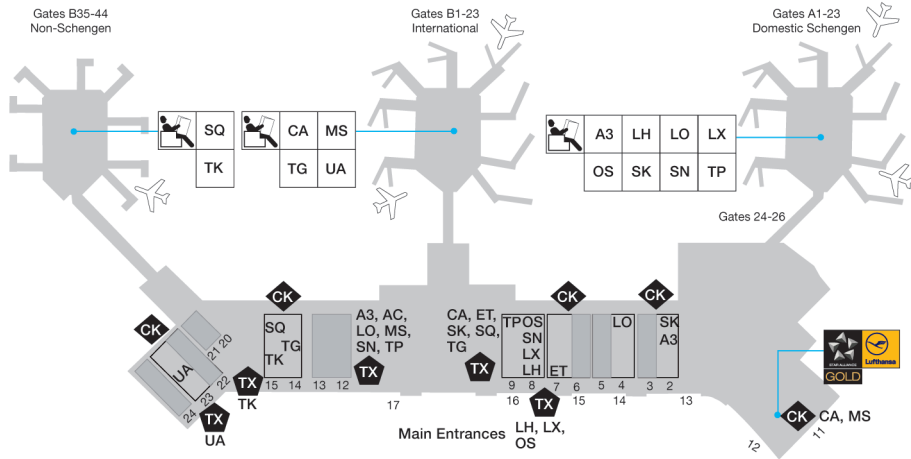 Gates B35-44
Non-Schengen
Gates B1-23
International
Gates A1-23
Domestic Schengen
SQ
TK
CA MS
TG UA
A3 LH LO LX
OS SK SN TP
Gates 24-26
CK
CK
CK
CK
A3, AC,
LO, MS,
SN, TP
TX
CA, ET,
SK, SQ,
TG
TX
SQ
TG
TK
TP
OS
SN
LX
LH
ET
LO
SK
A3
UA
20
21
22
23
24
TX
TK
TX
UA
15 14 13 12
9 8 7 6 5 4 3 2
17 16 15 14 13
TX
LH, LX,
OS
Main Entrances
STAR ALLIANCE
GOLD
Lufthansa
CK
CA, MS
11
12